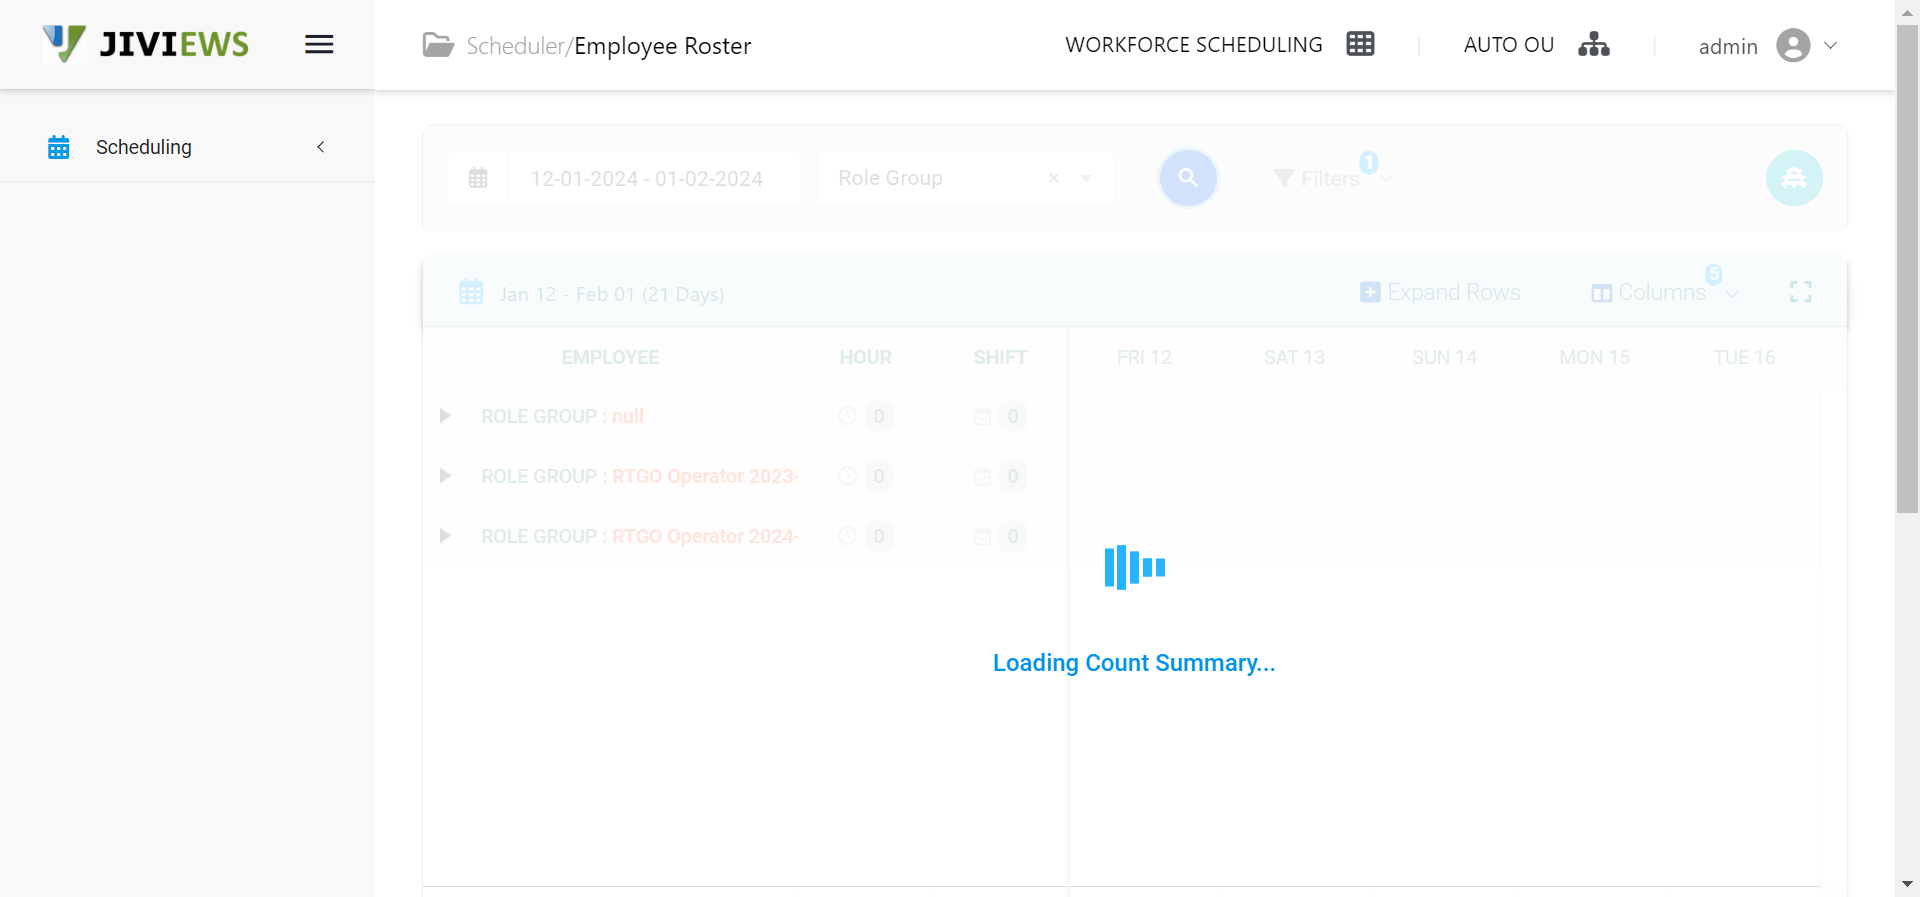 JIVIEWS
Scheduler/Employee Roster
WORKFORCE SCHEDULING
AUTO OU
admin
Scheduling
12-01-2024 - 01-02-2024
Role Group
×
Filters
1
Jan 12 - Feb 01 (21 Days)
Expand Rows
Columns
5
EMPLOYEE HOUR SHIFT FRI 12 SAT 13 SUN 14 MON 15 TUE 16
ROLE GROUP : null 0 0
ROLE GROUP : RTGO Operator 2023- 0 0
ROLE GROUP : RTGO Operator 2024- 0 0
Loading Count Summary...